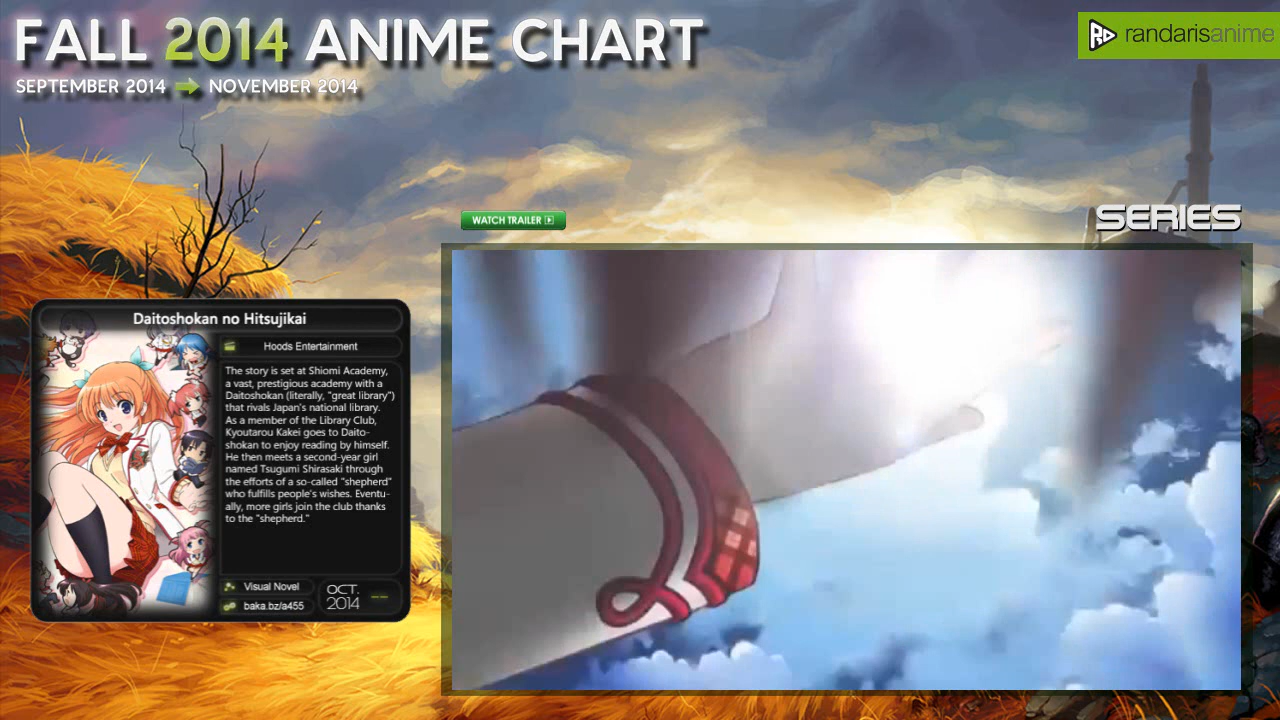 FALL 2014 ANIME CHART
SEPTEMBER 2014 NOVEMBER 2014
randarisanime
WATCH TRAILER
SERIES
Daitoshokan no Hitsujikai
Hoods Entertainment
The story is set at Shiomi Academy,
a vast, prestigious academy with a
Daitoshokan (literally, "great library")
that rivals Japan's national library.
As a member of the Library Club,
Kyoutarou Kakei goes to Daito-
shokan to enjoy reading by himself.
He then meets a second-year girl
named Tsugumi Shirasaki through
the efforts of a so-called "shepherd"
who fulfills people's wishes. Eventu-
ally, more girls join the club thanks
to the "shepherd."
Visual Novel
baka.bz/a455
OCT.
2014
--